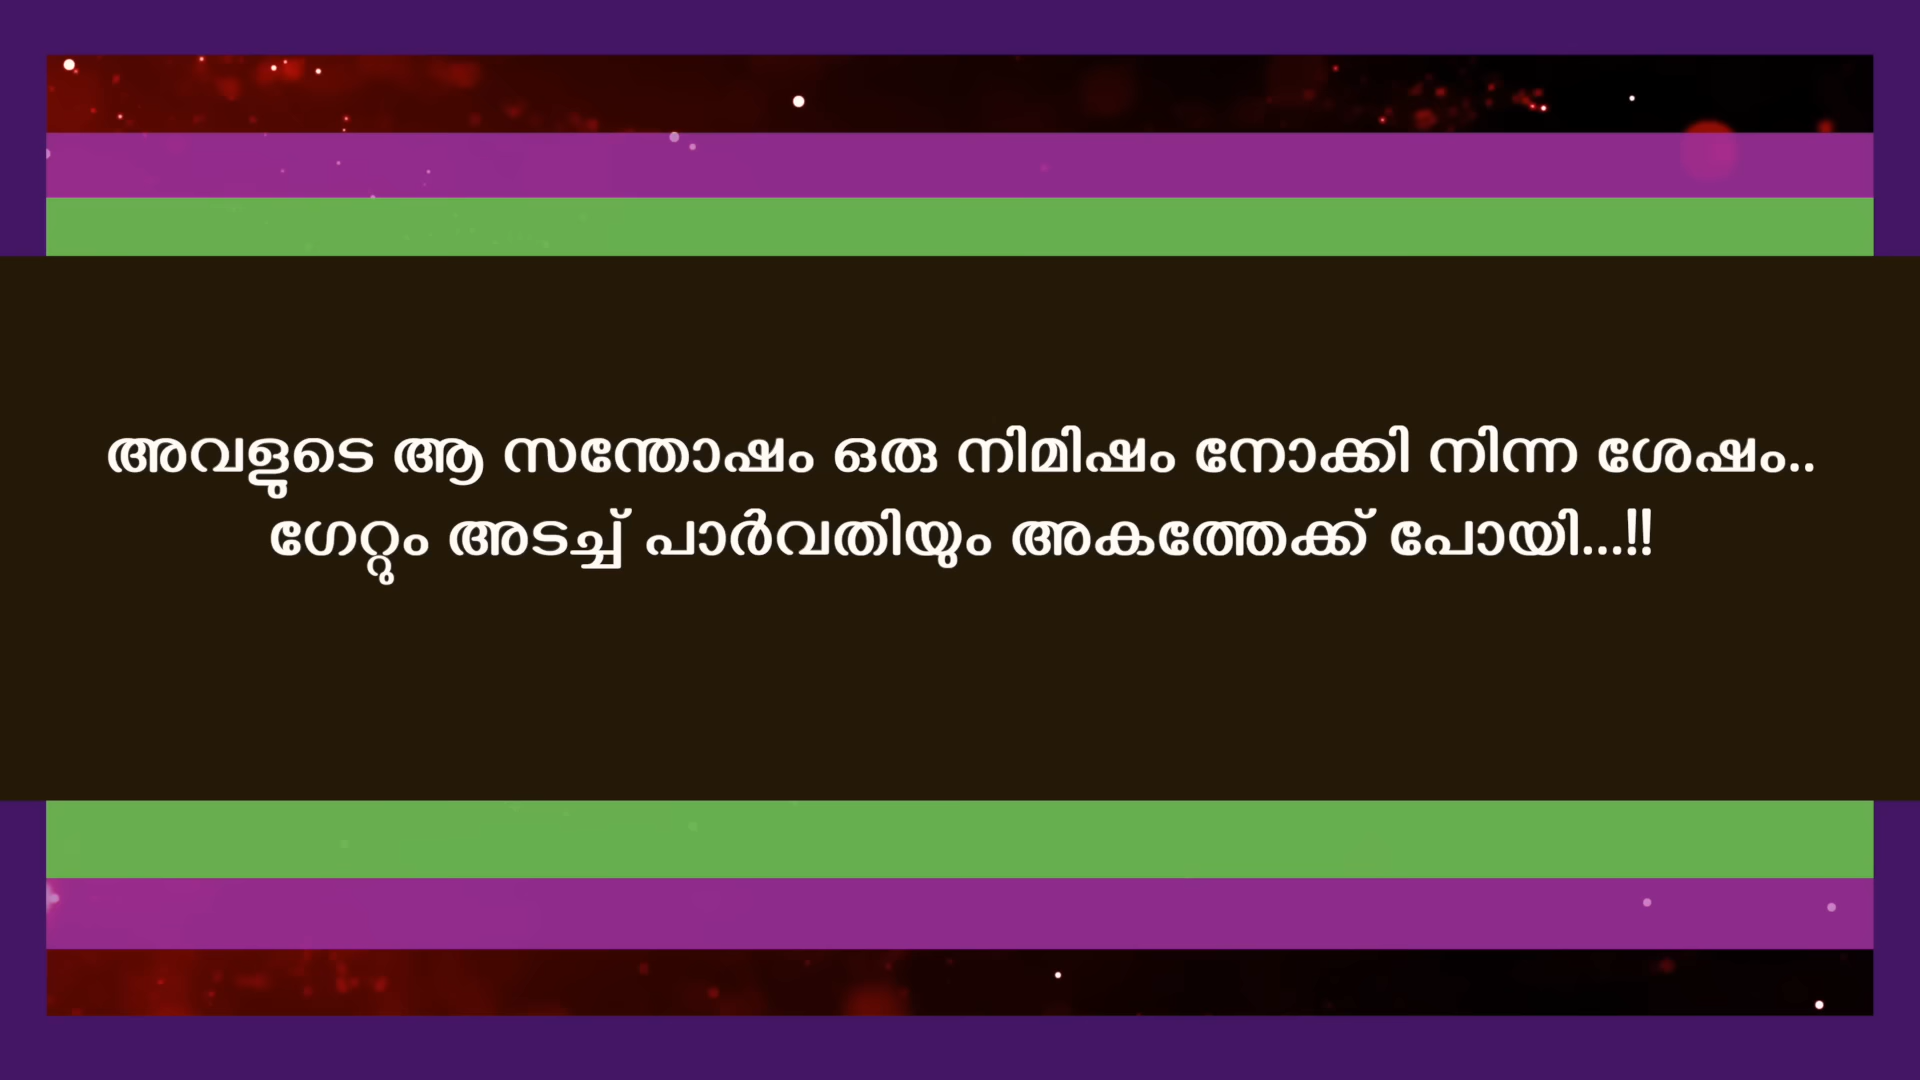 അവളുടെ ആ സന്തോഷം ഒരു നിമിഷം നോക്കി നിന്ന ശേഷം..
ഗേറ്റും അടച്ച് പാർവതിയും അകത്തേക്ക് പോയി...!!